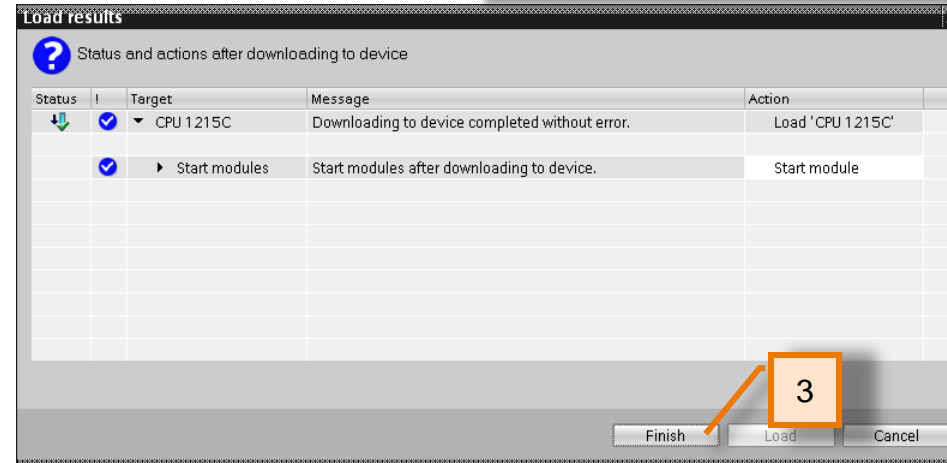 Load results
Status and actions after downloading to device
Status ! Target Message Action
CPU 1215C Downloading to device completed without error. Load 'CPU 1215C'
Start modules Start modules after downloading to device. Start module
3
Finish Load Cancel